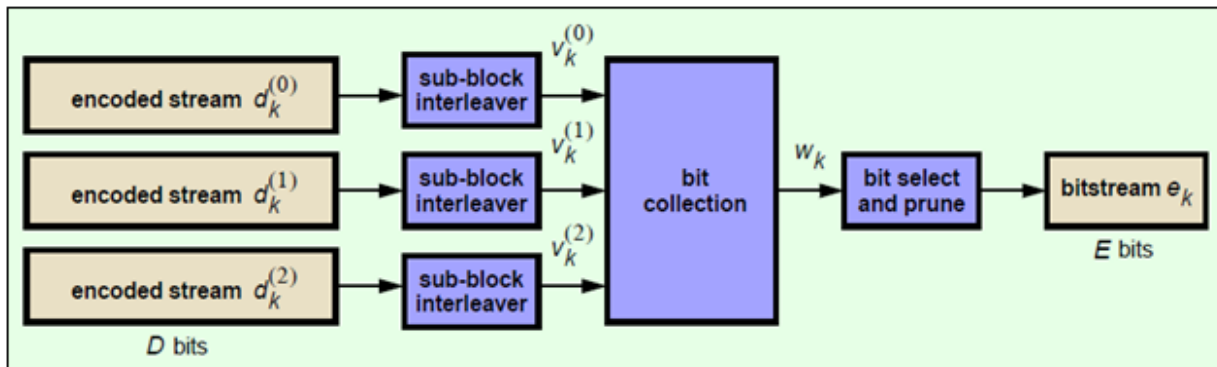 encoded stream d_k^(0)
sub-block
interleaver
v_k^(0)
encoded stream d_k^(1)
sub-block
interleaver
v_k^(1)
encoded stream d_k^(2)
sub-block
interleaver
v_k^(2)
D bits
bit
collection
w_k
bit select
and prune
bitstream e_k
E bits